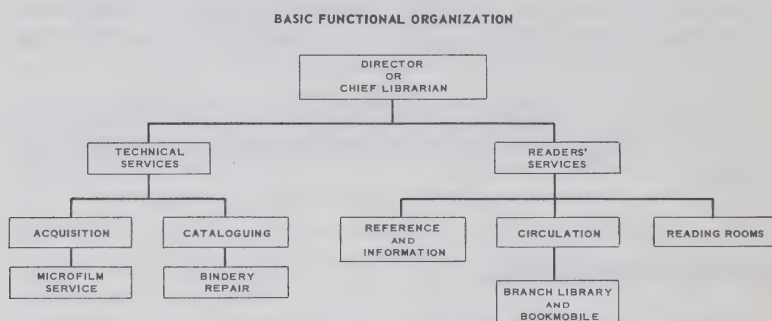 BASIC FUNCTIONAL ORGANIZATION
DIRECTOR
OR
CHIEF LIBRARIAN
TECHNICAL
SERVICES
READERS'
SERVICES
ACQUISITION
CATALOGUING
REFERENCE
AND
INFORMATION
CIRCULATION
READING ROOMS
MICROFILM
SERVICE
BINDERY
REPAIR
BRANCH LIBRARY
AND
BOOKMOBILE